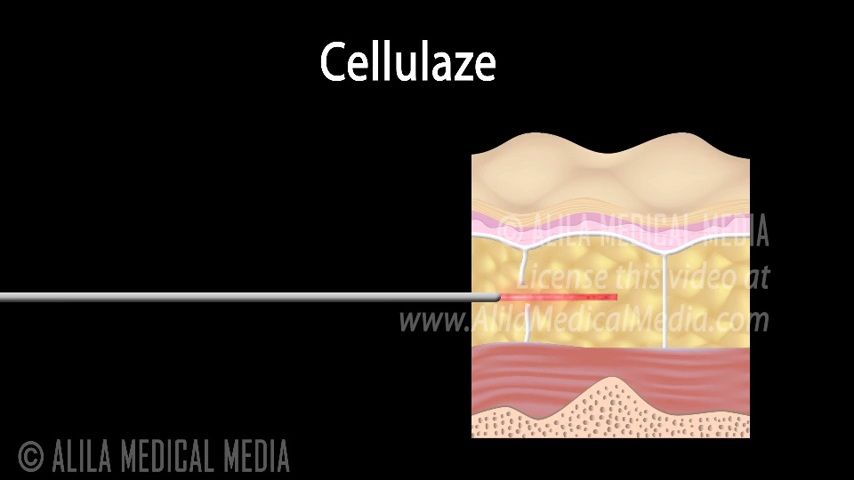 Cellulaze
© ALILA MEDICAL MEDIA
License this video at
www.AlilaMedicalMedia.com
© ALILA MEDICAL MEDIA